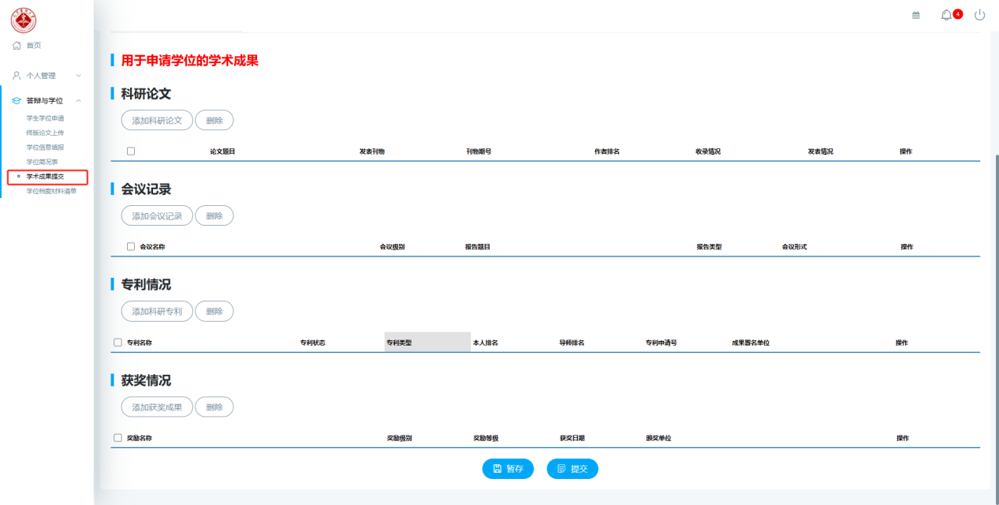 4
首页
个人管理
答辩与学位
学生学位申请
终版论文上传
学位信息填报
学位简况表
学术成果提交
学位档案材料清单
用于申请学位的学术成果
科研论文
添加科研论文 删除
论文题目 发表刊物 刊物期号 作者排名 收录情况 发表情况 操作
会议记录
添加会议记录 删除
会议名称 会议级别 报告题目 报告类型 会议形式 操作
专利情况
添加科研专利 删除
专利名称 专利状态 专利类型 本人排名 导师排名 专利申请号 成果署名单位 操作
获奖情况
添加获奖成果 删除
奖励名称 奖励级别 奖励等级 获奖日期 颁奖单位 操作
暂存 提交